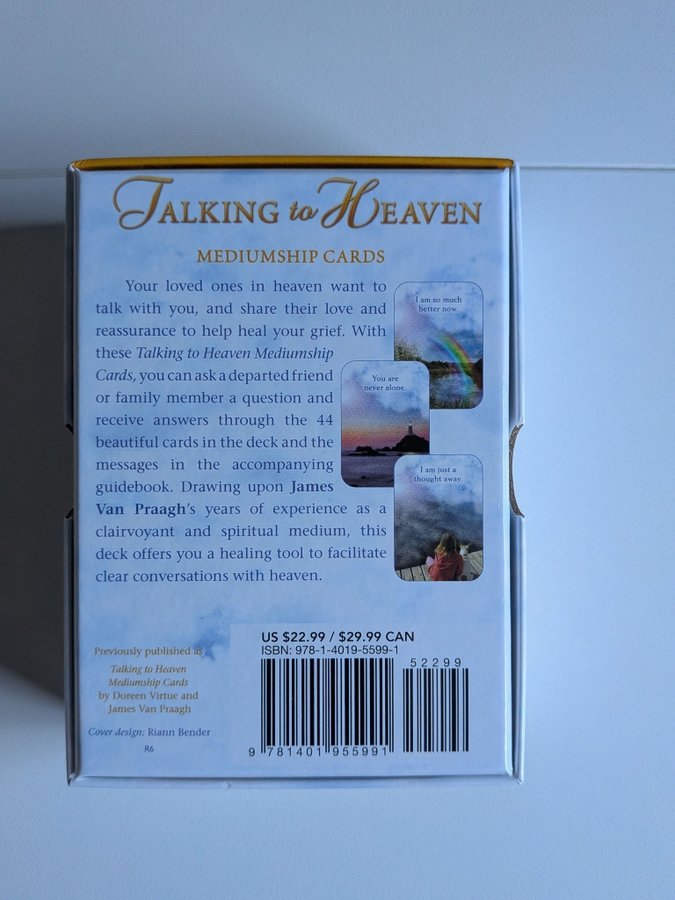 TALKING to HEAVEN
MEDIUMSHIP CARDS
Your loved ones in heaven want to
talk with you, and share their love and
reassurance to help heal your grief. With
these Talking to Heaven Mediumship
Cards, you can ask a departed friend
or family member a question and
receive answers through the 44
beautiful cards in the deck and the
messages in the accompanying
guidebook. Drawing upon James
Van Praagh's years of experience as a
clairvoyant and spiritual medium, this
deck offers you a healing tool to facilitate
clear conversations with heaven.
I am so much
better now.
You are
never alone.
I am just a
thought away.
Previously published as
Talking to Heaven
Mediumship Cards
by Doreen Virtue and
James Van Praagh
Cover design: Riann Bender
R6
US $22.99 / $29.99 CAN
ISBN: 978-1-4019-5599-1
52299
9 781401 955991